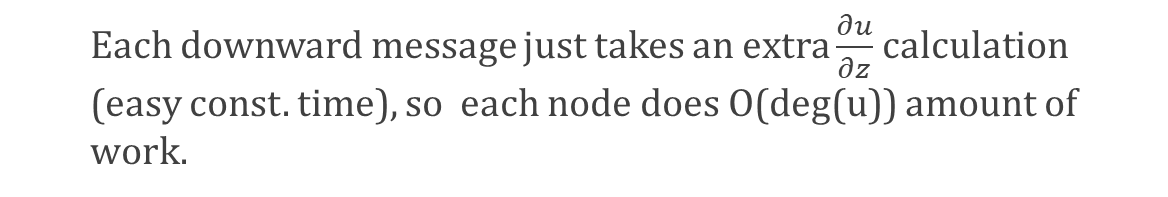 Each downward message just takes an extra ∂u/∂z calculation
(easy const. time), so each node does O(deg(u)) amount of
work.